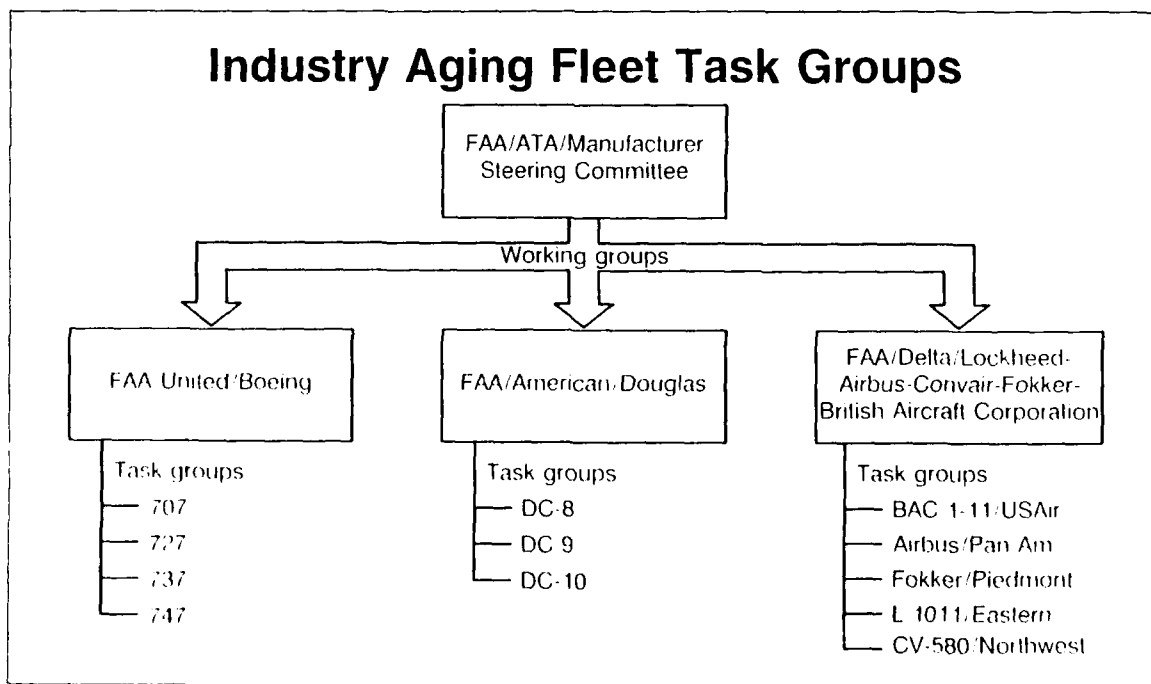 Industry Aging Fleet Task Groups
FAA/ATA/Manufacturer
Steering Committee
Working groups
FAA United/Boeing
Task groups
707
727
737
747
FAA/American/Douglas
Task groups
DC-8
DC 9
DC-10
FAA/Delta/Lockheed-
Airbus-Convair-Fokker-
British Aircraft Corporation
Task groups
BAC 1-11/USAir
Airbus/Pan Am
Fokker/Piedmont
L 1011/Eastern
CV-580/Northwest